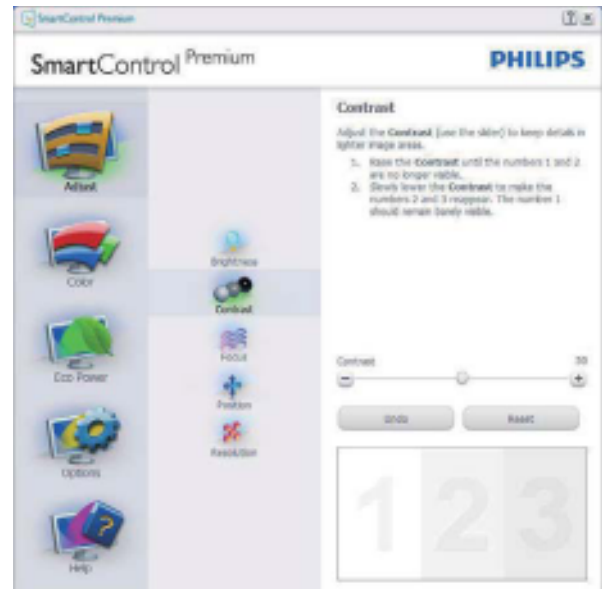 SmartControl Premium
SmartControl Premium
PHILIPS
Adjust
Color
Eco Power
Options
Help
Brightness
Contrast
Focus
Position
Resolution
Contrast
Adjust the Contrast (use the slider) to keep details in
lighter image areas.
1. Raise the Contrast until the numbers 1 and 2
are no longer visible.
2. Slowly lower the Contrast to make the
numbers 2 and 3 reappear. The number 1
should remain barely visible.
Contrast 50
Undo Reset
1 2 3